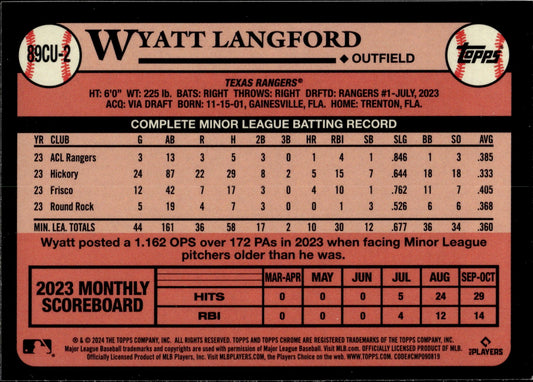 89CU-2
WYATT LANGFORD
OUTFIELD
Topps
TEXAS RANGERS®
HT: 6'0" WT: 225 lb. BATS: RIGHT THROWS: RIGHT DRFTD: RANGERS #1-JULY, 2023
ACQ: VIA DRAFT BORN: 11-15-01, GAINESVILLE, FLA. HOME: TRENTON, FLA.
COMPLETE MINOR LEAGUE BATTING RECORD
YR CLUB G AB R H 2B 3B HR RBI SB SLG BB SO AVG
23 ACL Rangers 3 13 3 5 3 0 1 4 1 .846 1 3 .385
23 Hickory 24 87 22 29 8 2 5 15 7 .644 18 18 .333
23 Frisco 12 42 7 17 3 0 4 10 3 .762 11 7 .405
23 Round Rock 5 19 4 7 3 0 0 1 1 .526 6 6 .368
MIN. LEA. TOTALS 44 161 36 58 17 2 10 30 12 .677 36 34 .360
Wyatt posted a 1.162 OPS over 172 PAs in 2023 when facing Minor League
pitchers older than he was.
2023 MONTHLY
SCOREBOARD
MAR-APR MAY JUN JUL AUG SEP-OCT
HITS 0 0 0 5 24 29
RBI 0 0 0 4 12 14
® & © 2024 THE TOPPS COMPANY, INC. ALL RIGHTS RESERVED. TOPPS AND TOPPS CHROME ARE REGISTERED TRADEMARKS OF THE TOPPS COMPANY, INC.
Major League Baseball trademarks and copyrights are used with permission of Major League Baseball. Visit MLB.com. OFFICIALLY LICENSED PRODUCT OF MLB.
Officially Licensed Product of MLB Players, Inc. Visit MLBPLAYERS.com, the Players Choice on the web. WWW.TOPPS.COM. CODE#CMP090819
PLAYERS